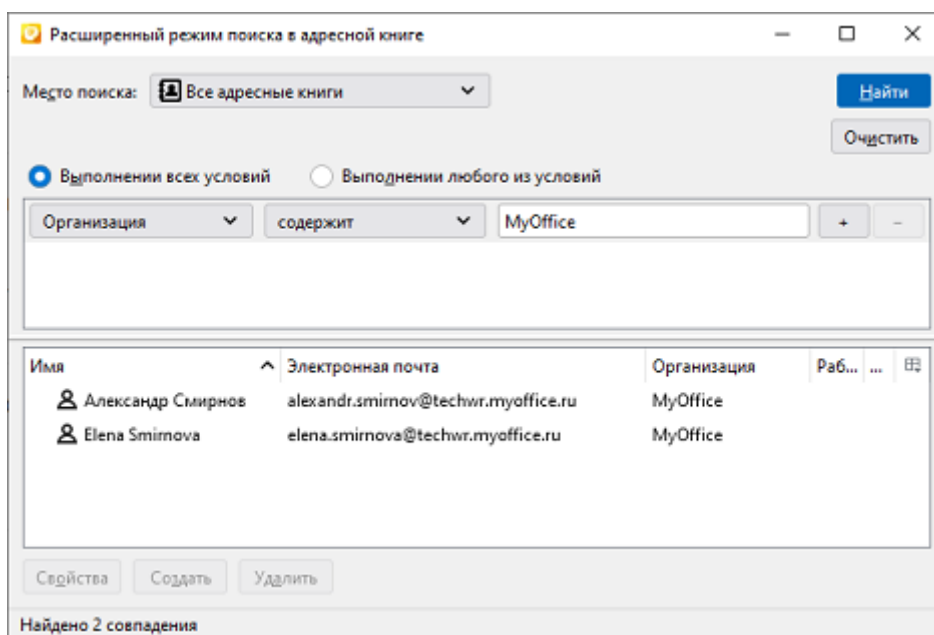 Расширенный режим поиска в адресной книге
Место поиска: Все адресные книги Найти
Очистить
Выполнении всех условий Выполнении любого из условий
Организация содержит MyOffice + -
Имя Электронная почта Организация Раб... ...
Александр Смирнов alexandr.smirnov@techwr.myoffice.ru MyOffice
Elena Smirnova elena.smirnova@techwr.myoffice.ru MyOffice
Свойства Создать Удалить
Найдено 2 совпадения